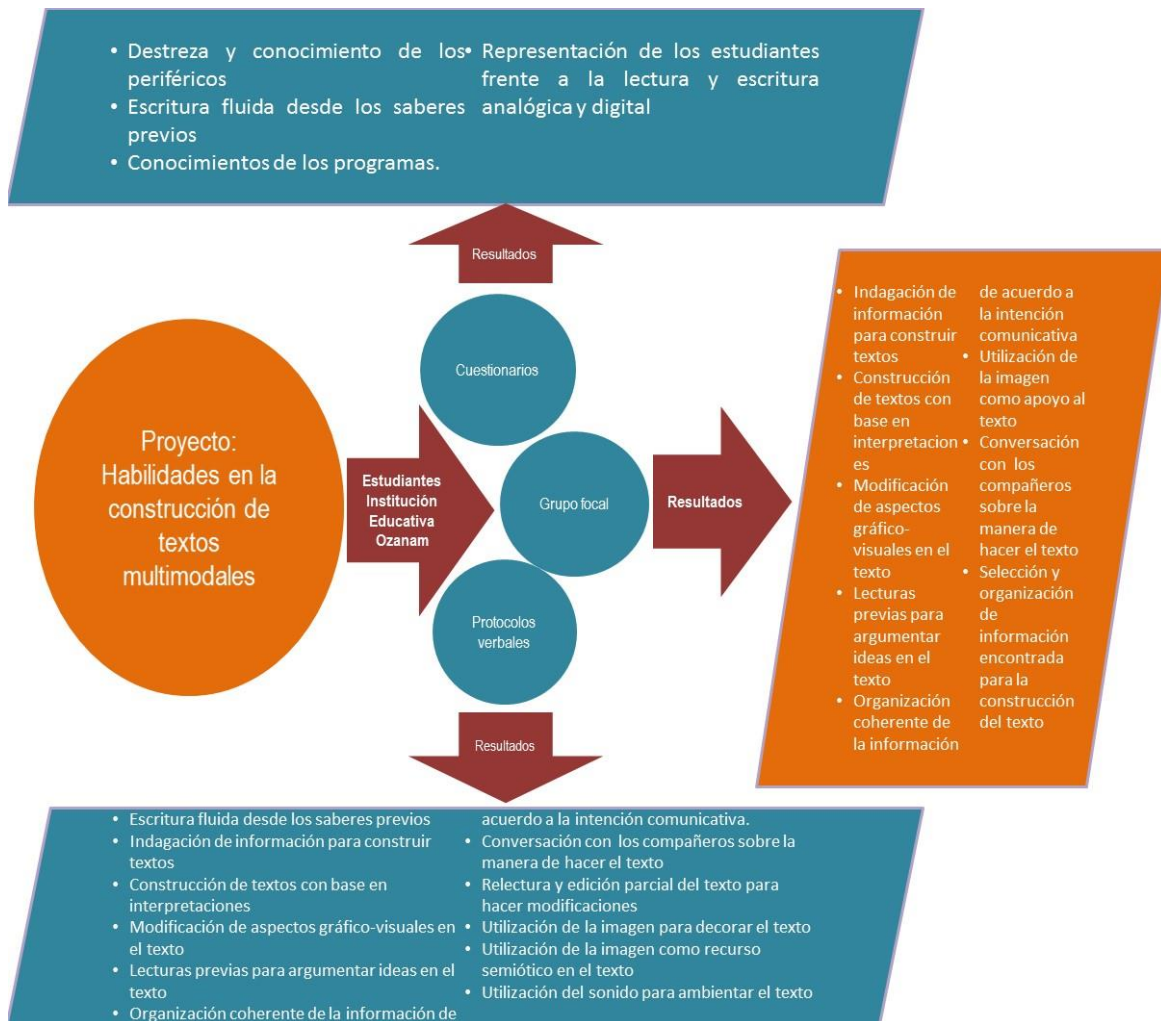 • Destreza y conocimiento de los
periféricos
• Escritura fluida desde los saberes
previos
• Conocimientos de los programas.
• Representación de los estudiantes
frente a la lectura y escritura
analógica y digital
Resultados
Cuestionarios
Proyecto:
Habilidades en la
construcción de
textos
multimodales
Estudiantes
Institución
Educativa
Ozanam
Grupo focal
Resultados
• Indagación de
información
para construir
textos
• Construcción
de textos con
base en
interpretacion
es
• Modificación
de aspectos
gráfico-
visuales en el
texto
• Lecturas
previas para
argumentar
ideas en el
texto
• Organización
coherente de
la información
de acuerdo a
la intención
comunicativa
• Utilización de
la imagen
como apoyo al
texto
• Conversación
con los
compañeros
sobre la
manera de
hacer el texto
• Selección y
organización
de
información
encontrada
para la
construcción
del texto
Protocolos
verbales
Resultados
• Escritura fluida desde los saberes previos
• Indagación de información para construir
textos
• Construcción de textos con base en
interpretaciones
• Modificación de aspectos gráfico-visuales en
el texto
• Lecturas previas para argumentar ideas en el
texto
• Organización coherente de la información de
acuerdo a la intención comunicativa.
• Conversación con los compañeros sobre la
manera de hacer el texto
• Relectura y edición parcial del texto para
hacer modificaciones
• Utilización de la imagen para decorar el texto
• Utilización de la imagen como recurso
semiótico en el texto
• Utilización del sonido para ambientar el texto